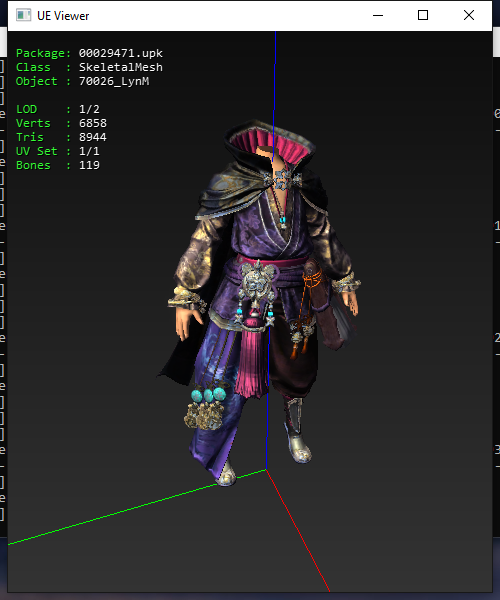 UE Viewer
Package: 00029471.upk
Class : SkeletalMesh
Object : 70026_LynM
LOD : 1/2
Verts : 6858
Tris : 8944
UV Set : 1/1
Bones : 119